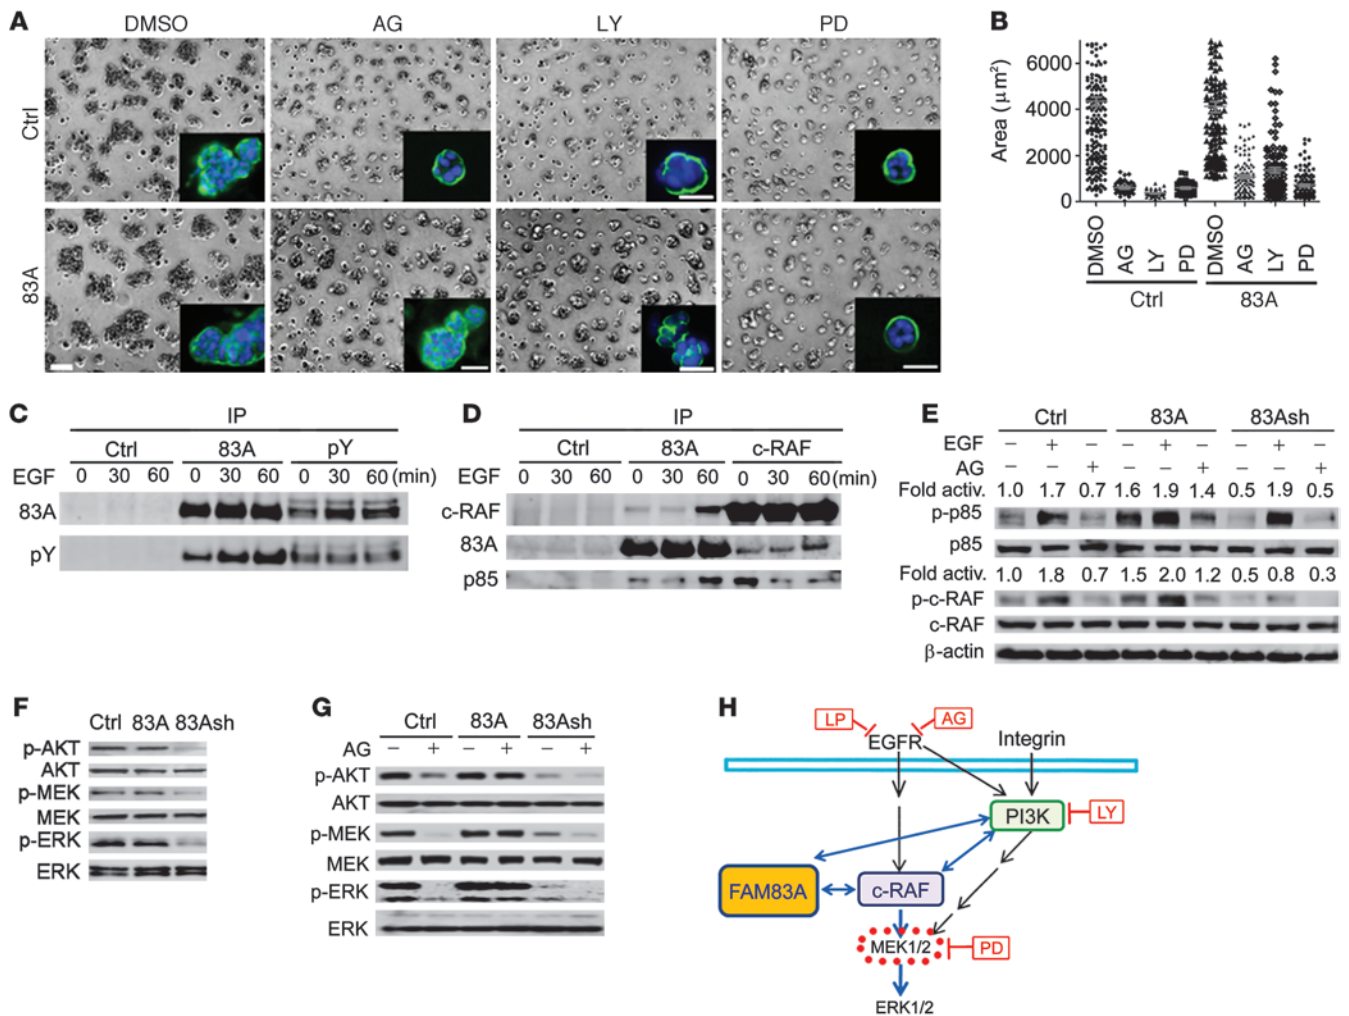 A
DMSO AG LY PD
Ctrl
83A
B
Area (μm²)
6000
4000
2000
0
DMSO AG LY PD DMSO AG LY PD
Ctrl 83A
C
IP
Ctrl 83A pY
EGF 0 30 60 0 30 60 0 30 60 (min)
83A
pY
D
IP
Ctrl 83A c-RAF
EGF 0 30 60 0 30 60 0 30 60 (min)
c-RAF
83A
p85
E
Ctrl 83A 83Ash
EGF – + – – + – – + –
AG – – + – – + – – +
Fold activ. 1.0 1.7 0.7 1.6 1.9 1.4 0.5 1.9 0.5
p-p85
p85
Fold activ. 1.0 1.8 0.7 1.5 2.0 1.2 0.5 0.8 0.3
p-c-RAF
c-RAF
β-actin
F
Ctrl 83A 83Ash
p-AKT
AKT
p-MEK
MEK
p-ERK
ERK
G
Ctrl 83A 83Ash
AG – + – + – +
p-AKT
AKT
p-MEK
MEK
p-ERK
ERK
H
LP AG
EGFR Integrin
PI3K LY
FAM83A c-RAF
MEK1/2 PD
ERK1/2